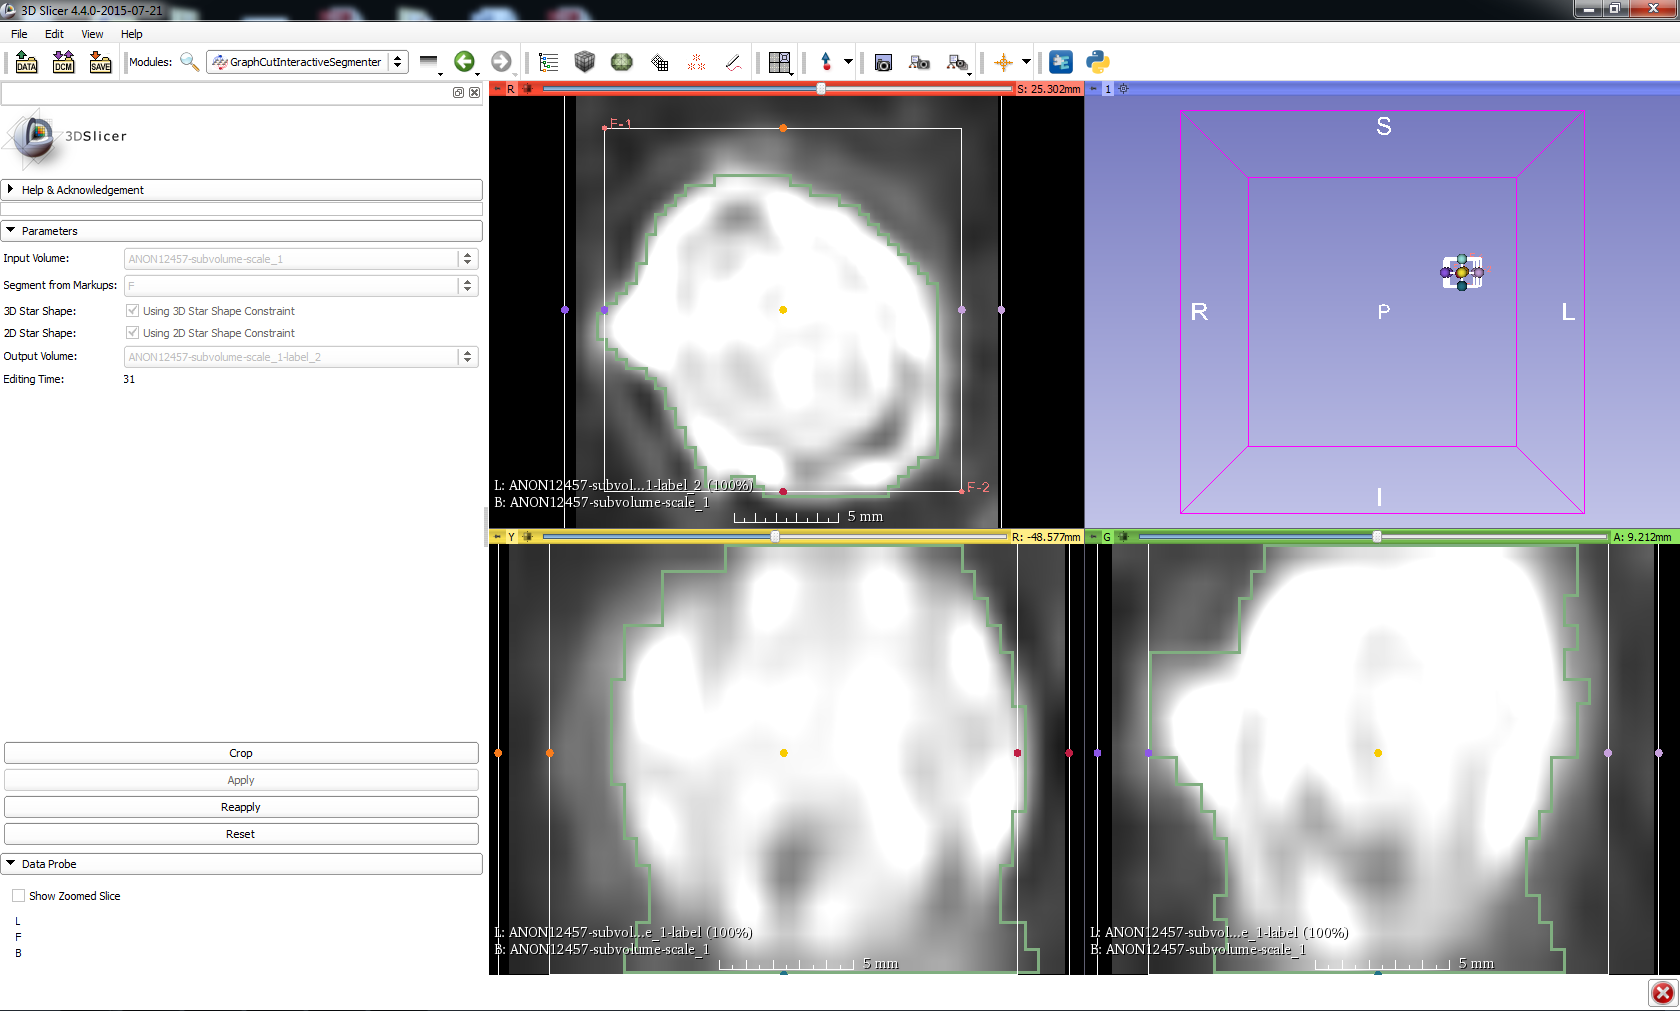 3D Slicer 4.4.0-2015-07-21
File Edit View Help
DATA DCM SAVE Modules: GraphCutInteractiveSegmenter
R S: 25.302mm
1
3DSlicer
Help & Acknowledgement
Parameters
Input Volume: ANON12457-subvolume-scale_1
Segment from Markups: F
3D Star Shape: Using 3D Star Shape Constraint
2D Star Shape: Using 2D Star Shape Constraint
Output Volume: ANON12457-subvolume-scale_1-label_2
Editing Time: 31
Crop
Apply
Reapply
Reset
Data Probe
Show Zoomed Slice
L
F
B
F-1
F-2
L: ANON12457-subvol...1-label_2 (100%)
B: ANON12457-subvolume-scale_1
5 mm
S
R
P
L
I
Y R: -48.577mm
L: ANON12457-subvol...e_1-label (100%)
B: ANON12457-subvolume-scale_1
5 mm
G A: 9.212mm
L: ANON12457-subvol...e_1-label (100%)
B: ANON12457-subvolume-scale_1
5 mm